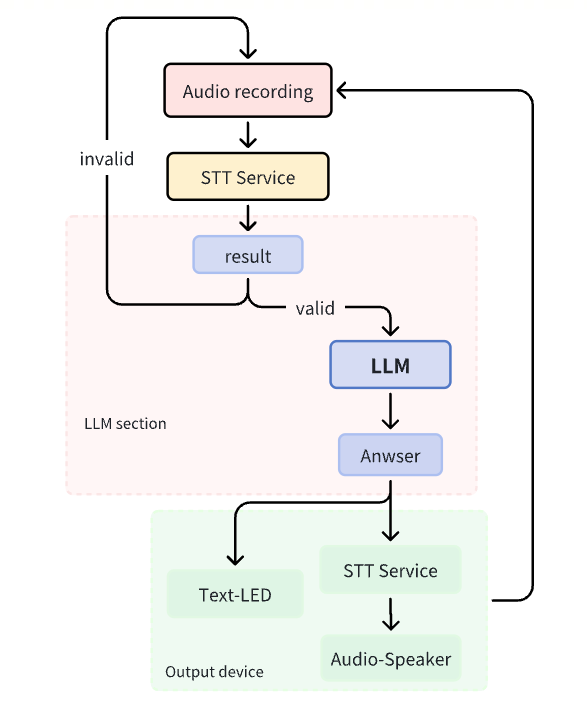 Audio recording
invalid
STT Service
result
valid
LLM
LLM section
Anwser
STT Service
Text-LED
Audio-Speaker
Output device